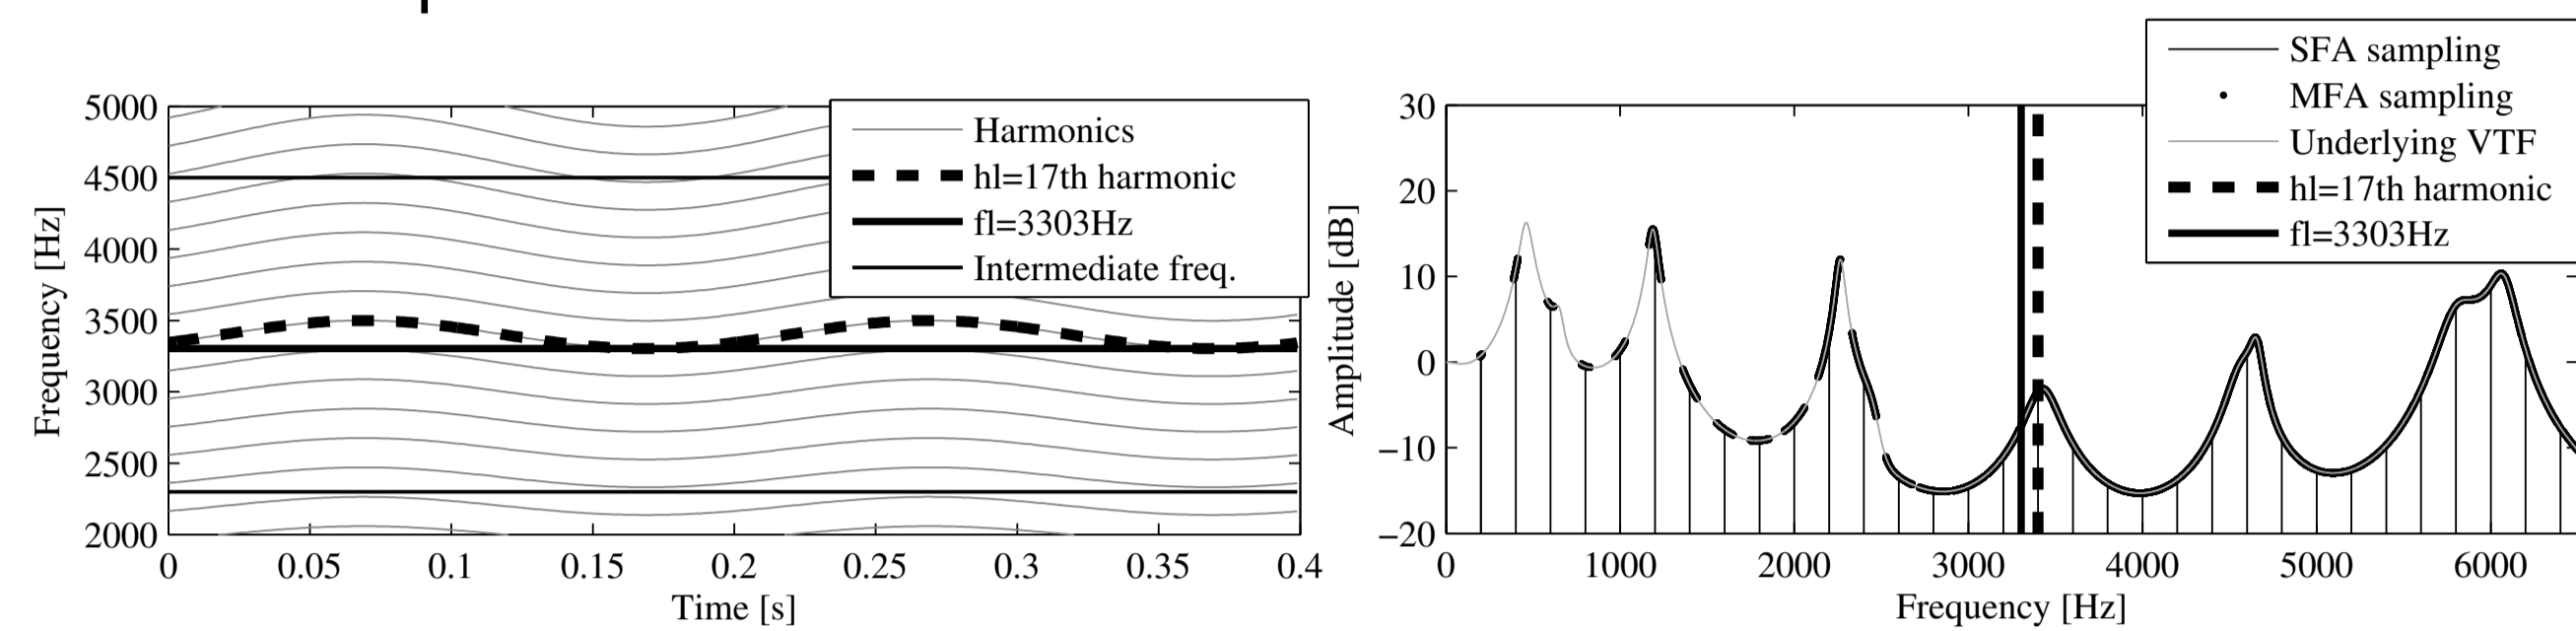 5000
4500
4000
3500
3000
2500
2000
Frequency [Hz]
0 0.05 0.1 0.15 0.2 0.25 0.3 0.35 0.4
Time [s]
Harmonics
hl=17th harmonic
fl=3303Hz
Intermediate freq.
30
20
10
0
−10
−20
Amplitude [dB]
0 1000 2000 3000 4000 5000 6000
Frequency [Hz]
SFA sampling
MFA sampling
Underlying VTF
hl=17th harmonic
fl=3303Hz